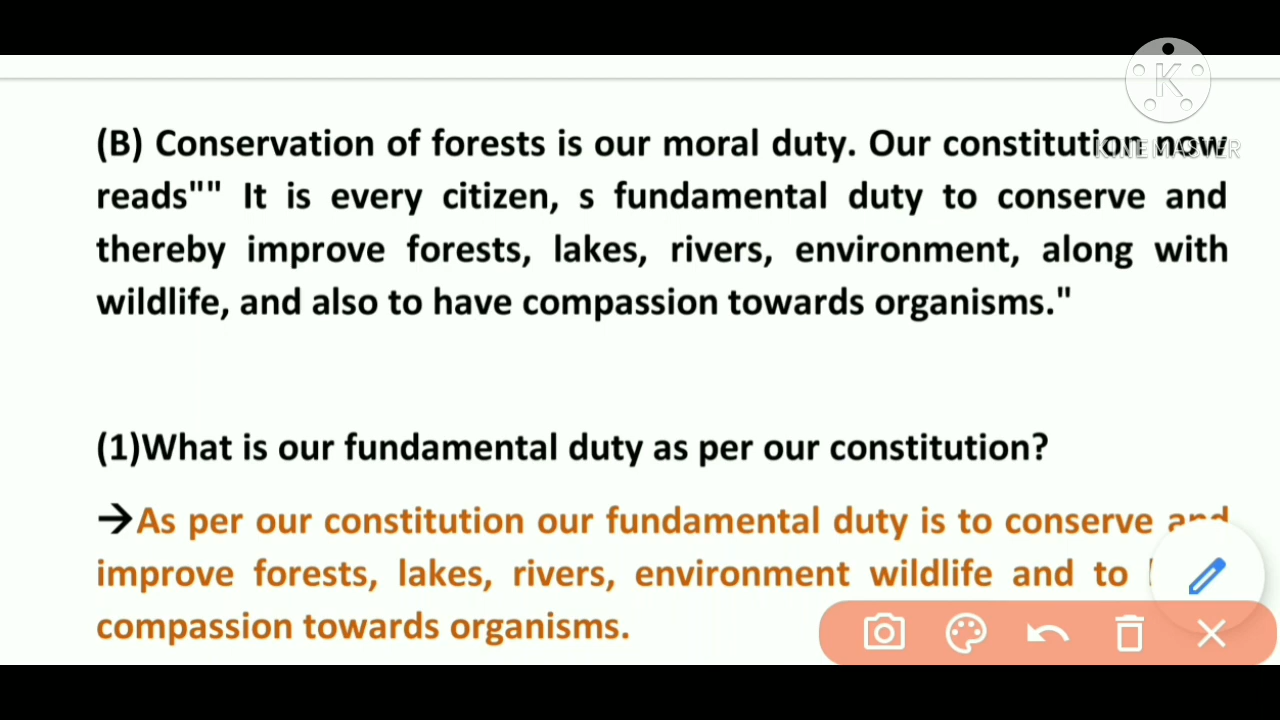 K
KINEMASTER
(B) Conservation of forests is our moral duty. Our constitution now
reads"" It is every citizen, s fundamental duty to conserve and
thereby improve forests, lakes, rivers, environment, along with
wildlife, and also to have compassion towards organisms."
(1)What is our fundamental duty as per our constitution?
→As per our constitution our fundamental duty is to conserve and
improve forests, lakes, rivers, environment wildlife and to
compassion towards organisms.